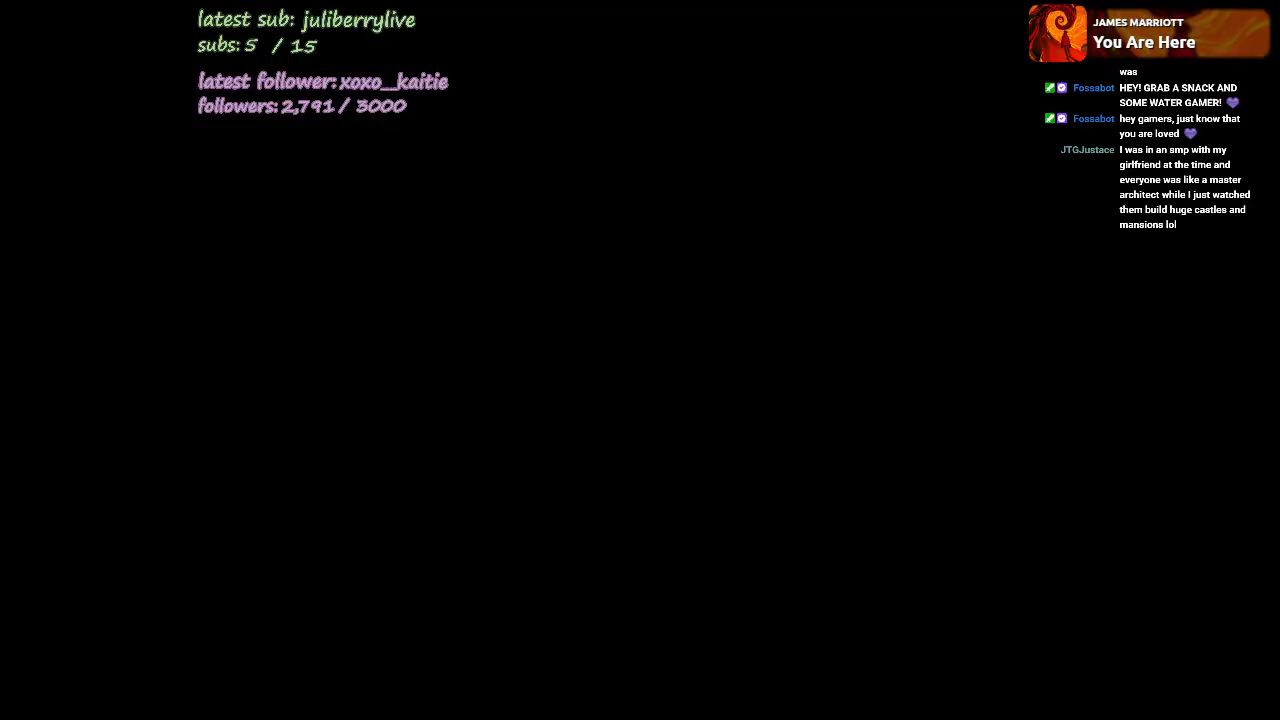 latest sub: juliberrylive
subs: 5 / 15
latest follower: xoxo__kaitie
followers: 2,791 / 3000
JAMES MARRIOTT
You Are Here
was
Fossabot HEY! GRAB A SNACK AND
SOME WATER GAMER! 💜
Fossabot hey gamers, just know that
you are loved 💜
JTGJustace I was in an smp with my
girlfriend at the time and
everyone was like a master
architect while I just watched
them build huge castles and
mansions lol